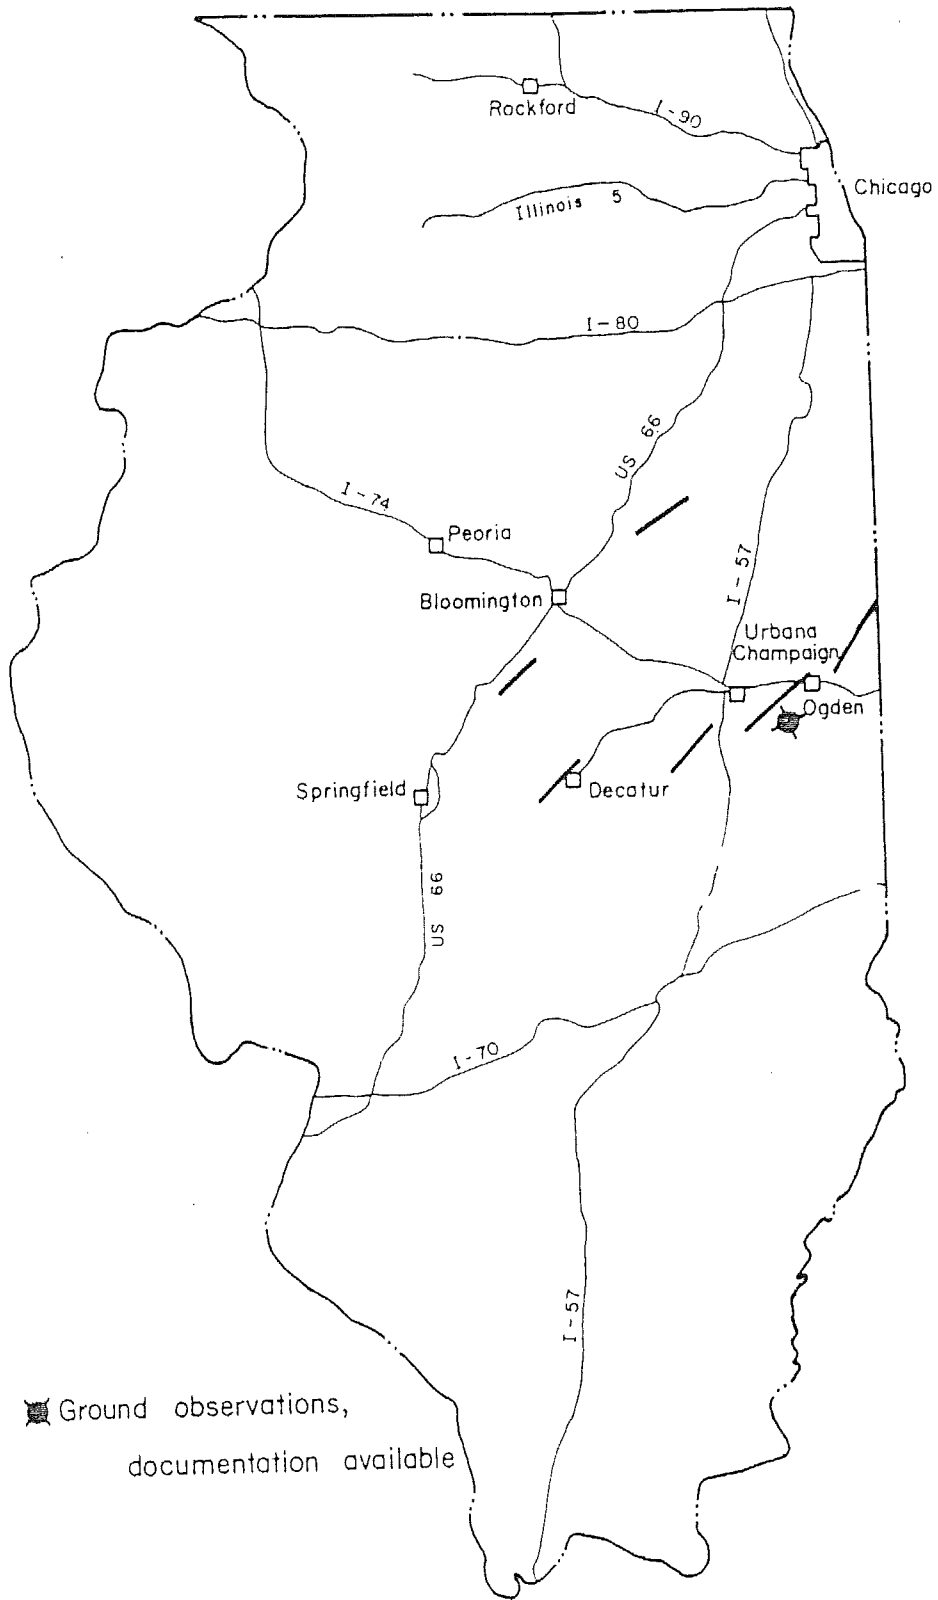 Rockford
I-90
Chicago
Illinois 5
I-80
US 66
I-74
Peoria
I-57
Bloomington
Urbana
Champaign
Ogden
Springfield
Decatur
US 66
I-70
I-57
Ground observations,
documentation available